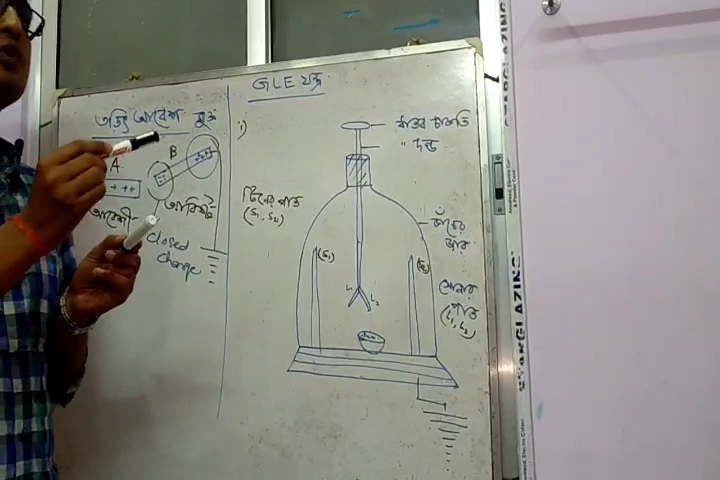 GLE যন্ত্র
তড়িৎ আবেশ মুক্ত
i)
A
B
+ + +
আবেশী
আবিষ্ট
closed
charge
টিনের পাত
(S₁, S₂)
ধাতব চাকতি
" দন্ড
কাঁচের
জার
(S₁)
(S₂)
L₁
L₂
সোনার
পাত
(L₁, L₂)
GLAZING